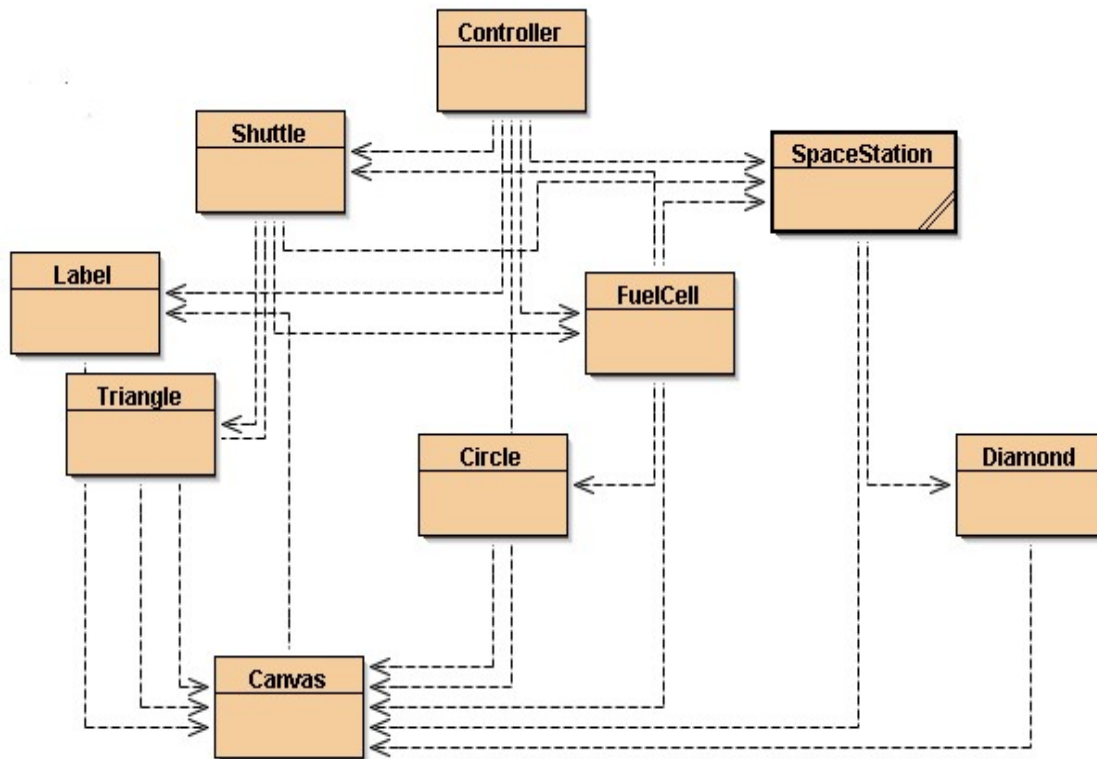 Controller
Shuttle
SpaceStation
Label
FuelCell
Triangle
Circle
Diamond
Canvas